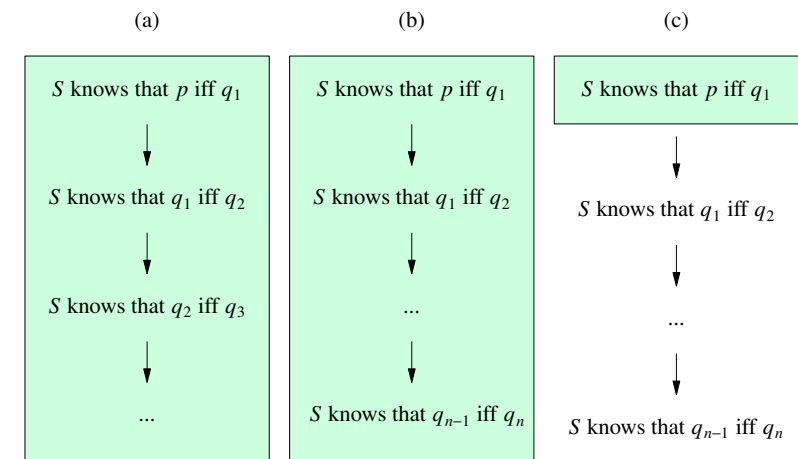 (a)
S knows that p iff q₁
S knows that q₁ iff q₂
S knows that q₂ iff q₃
...
(b)
S knows that p iff q₁
S knows that q₁ iff q₂
...
S knows that qₙ₋₁ iff qₙ
(c)
S knows that p iff q₁
S knows that q₁ iff q₂
...
S knows that qₙ₋₁ iff qₙ